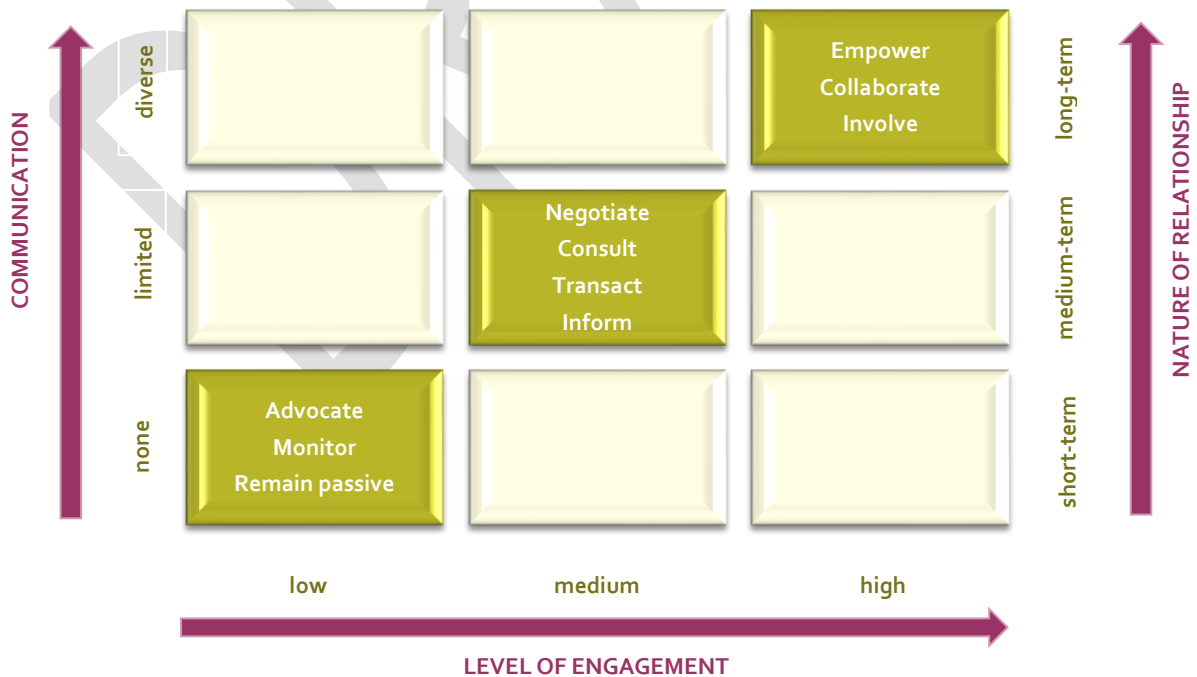 COMMUNICATION
diverse
limited
none
Empower
Collaborate
Involve
Negotiate
Consult
Transact
Inform
Advocate
Monitor
Remain passive
long-term
medium-term
short-term
NATURE OF RELATIONSHIP
low
medium
high
LEVEL OF ENGAGEMENT